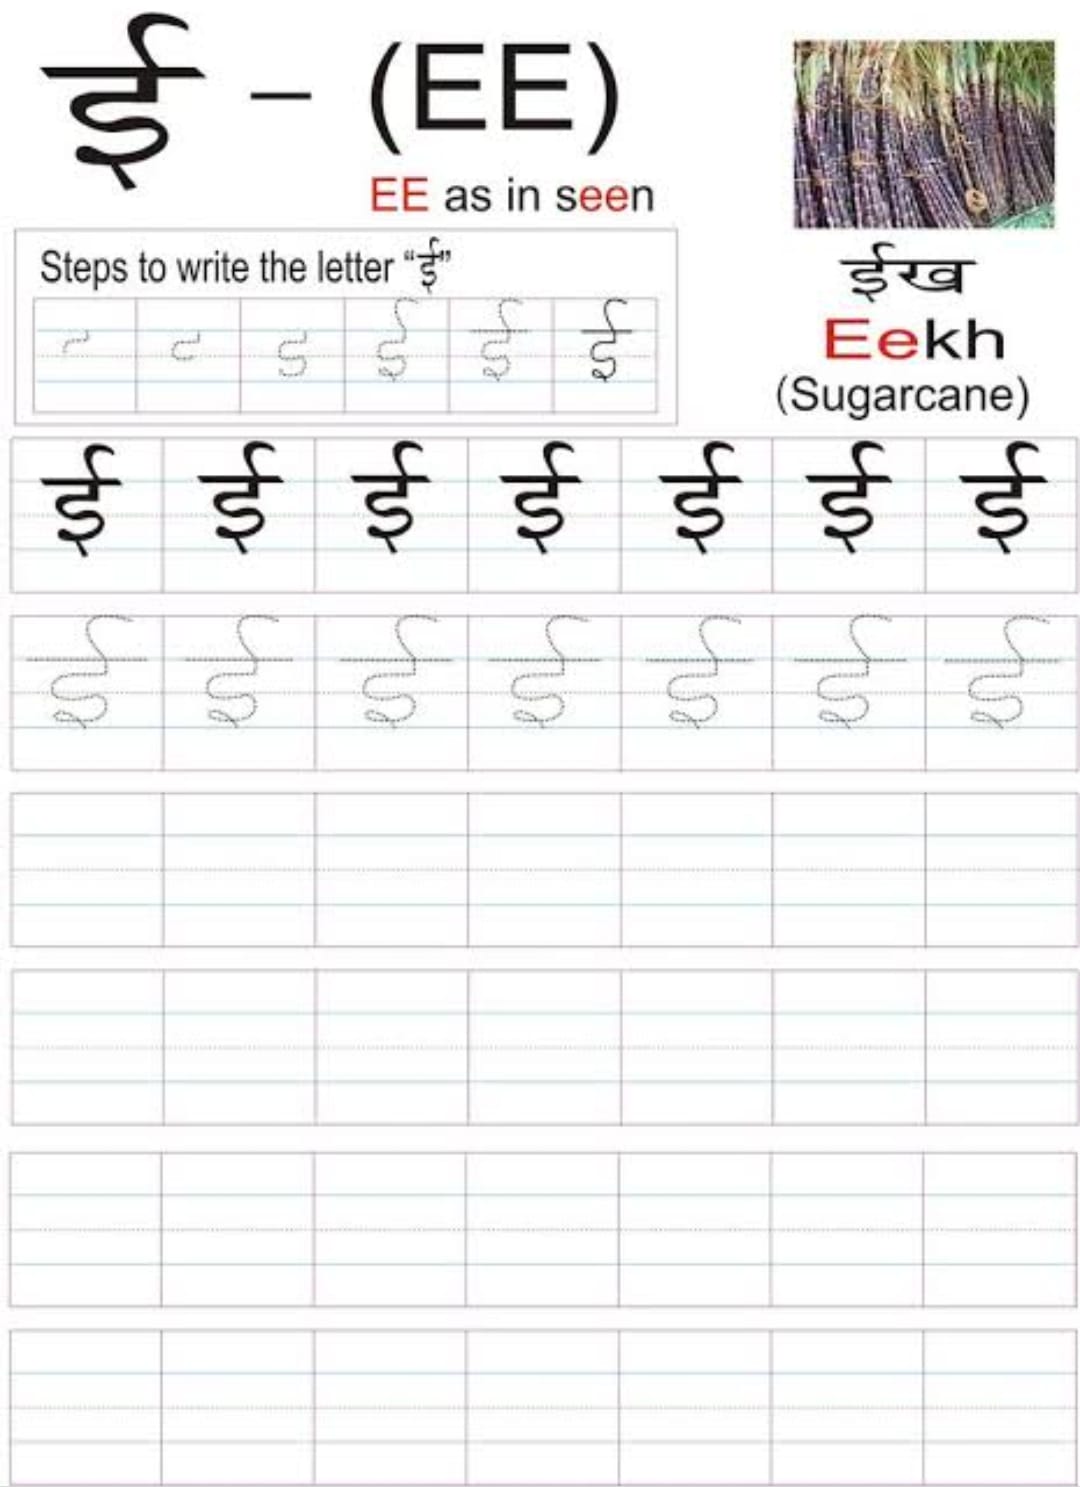 ई - (EE)
EE as in seen
Steps to write the letter “ई”
ई
ईख
Eekh
(Sugarcane)
ई ई ई ई ई ई ई
ई ई ई ई ई ई ई